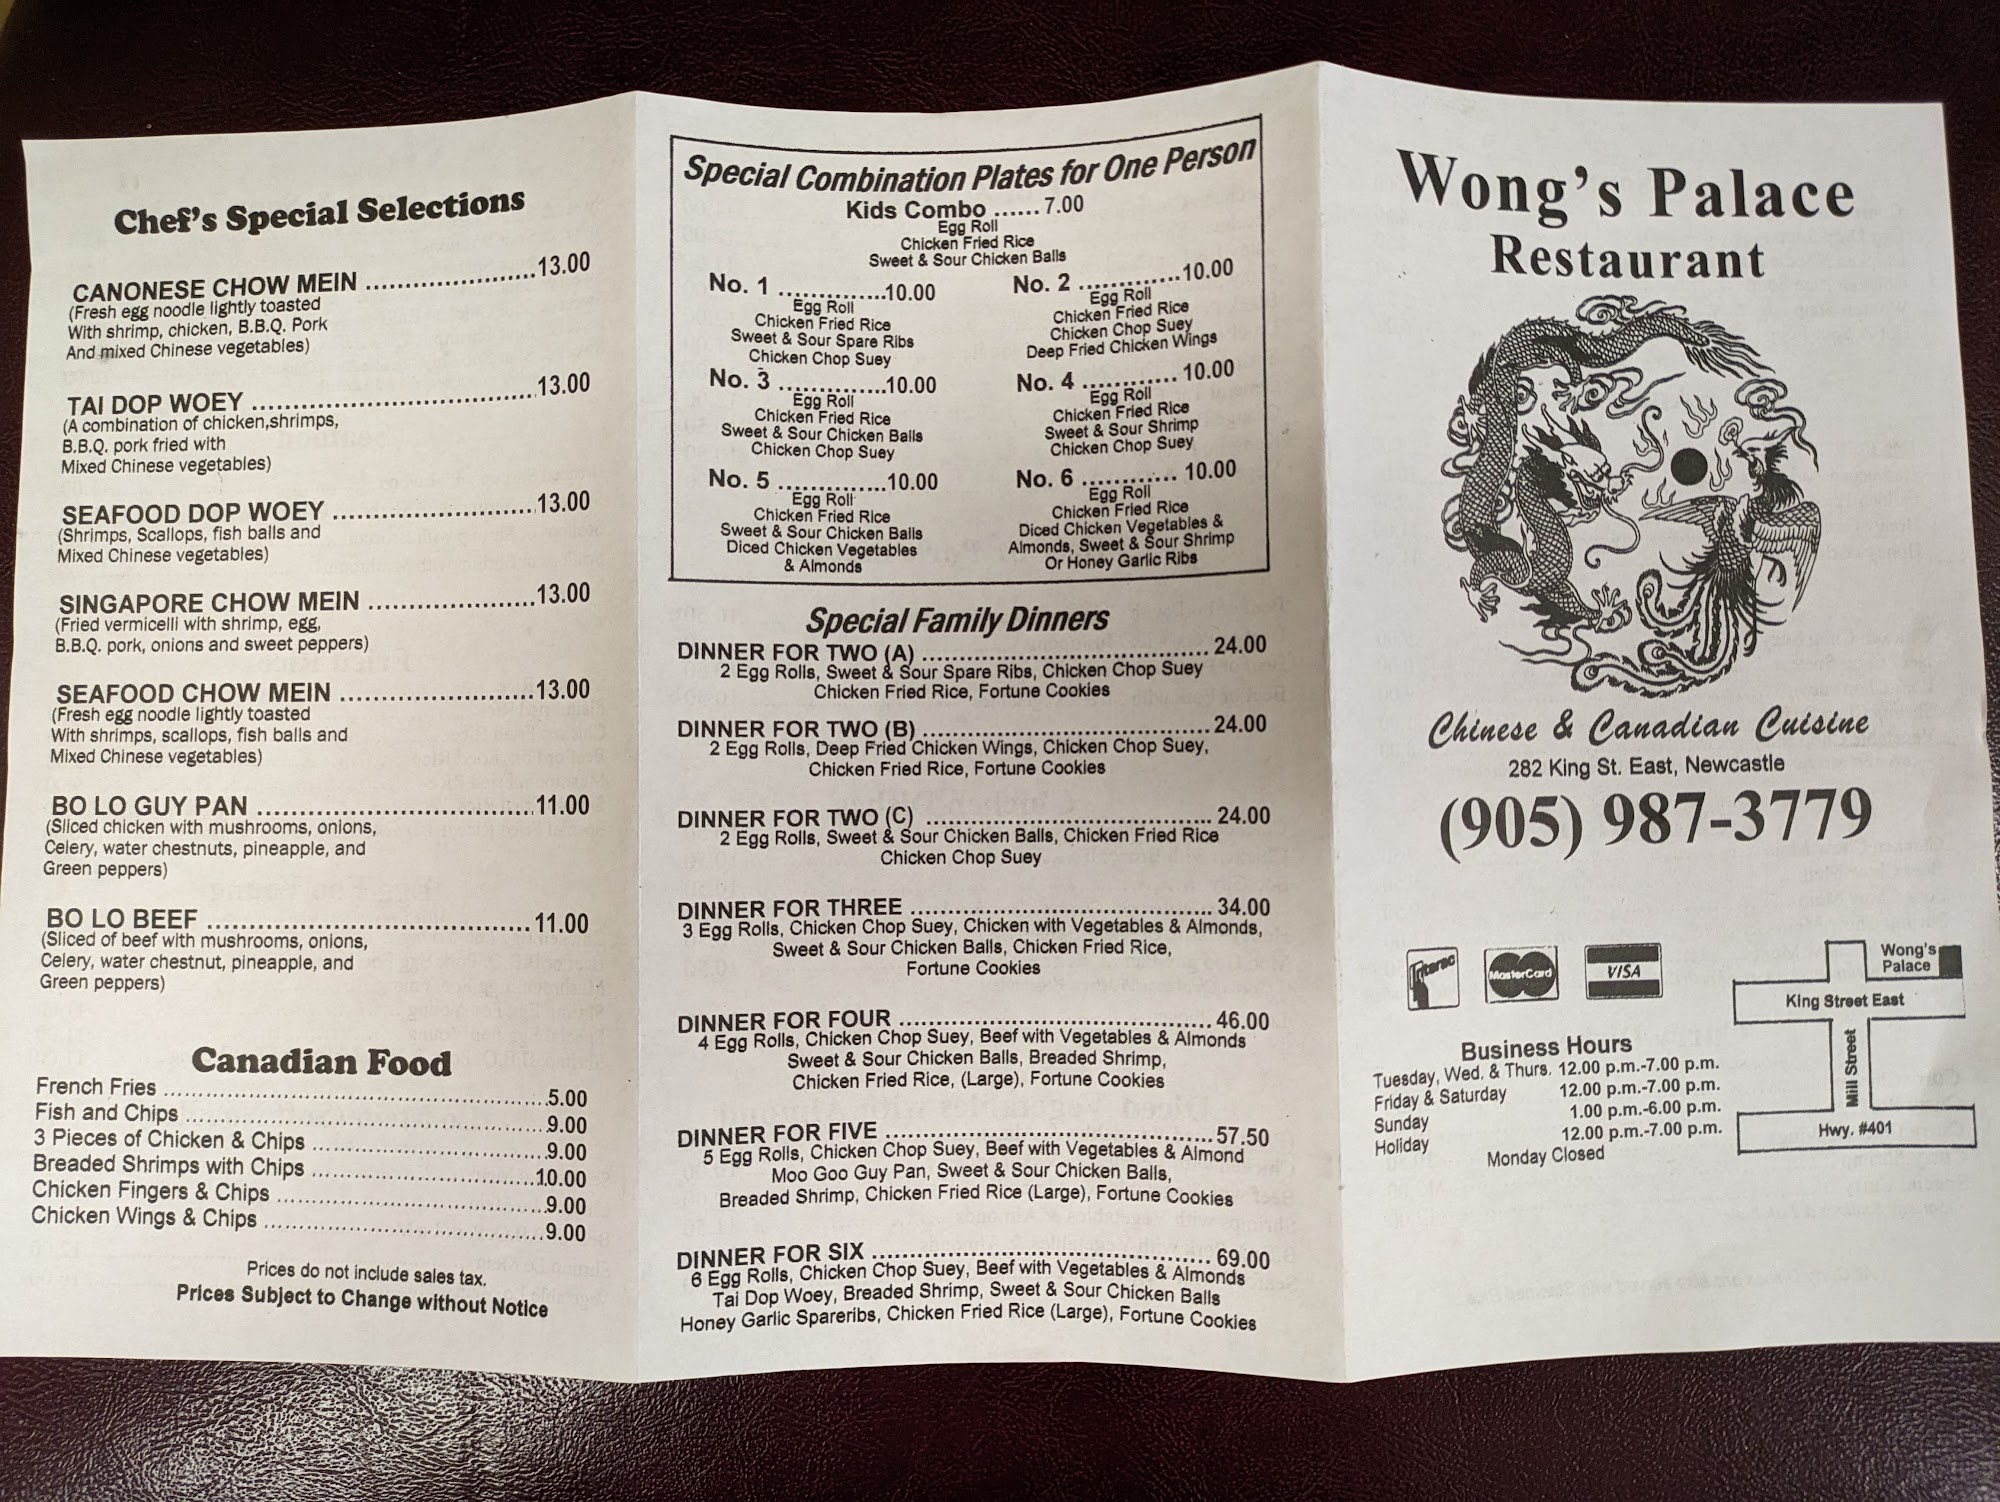 Chef's Special Selections
CANONESE CHOW MEIN ........................13.00
(Fresh egg noodle lightly toasted
With shrimp, chicken, B.B.Q. Pork
And mixed Chinese vegetables)
TAI DOP WOEY ........................13.00
(A combination of chicken,shrimps,
B.B.Q. pork fried with
Mixed Chinese vegetables)
SEAFOOD DOP WOEY ........................13.00
(Shrimps, Scallops, fish balls and
Mixed Chinese vegetables)
SINGAPORE CHOW MEIN ........................13.00
(Fried vermicelli with shrimp, egg,
B.B.Q. pork, onions and sweet peppers)
SEAFOOD CHOW MEIN ........................13.00
(Fresh egg noodle lightly toasted
With shrimps, scallops, fish balls and
Mixed Chinese vegetables)
BO LO GUY PAN ........................11.00
(Sliced chicken with mushrooms, onions,
Celery, water chestnuts, pineapple, and
Green peppers)
BO LO BEEF ........................11.00
(Sliced of beef with mushrooms, onions,
Celery, water chestnut, pineapple, and
Green peppers)
Canadian Food
French Fries ........................5.00
Fish and Chips ........................9.00
3 Pieces of Chicken & Chips ........................9.00
Breaded Shrimps with Chips ........................10.00
Chicken Fingers & Chips ........................9.00
Chicken Wings & Chips ........................9.00
Prices do not include sales tax.
Prices Subject to Change without Notice
Special Combination Plates for One Person
Kids Combo ......7.00
Egg Roll
Chicken Fried Rice
Sweet & Sour Chicken Balls
No. 1 ..............10.00
Egg Roll
Chicken Fried Rice
Sweet & Sour Spare Ribs
Chicken Chop Suey
No. 2 .............10.00
Egg Roll
Chicken Fried Rice
Chicken Chop Suey
Deep Fried Chicken Wings
No. 3 ..............10.00
Egg Roll
Chicken Fried Rice
Sweet & Sour Chicken Balls
Chicken Chop Suey
No. 4 ............ 10.00
Egg Roll
Chicken Fried Rice
Sweet & Sour Shrimp
Chicken Chop Suey
No. 5 ..............10.00
Egg Roll
Chicken Fried Rice
Sweet & Sour Chicken Balls
Diced Chicken Vegetables
& Almonds
No. 6 ............ 10.00
Egg Roll
Chicken Fried Rice
Diced Chicken Vegetables &
Almonds, Sweet & Sour Shrimp
Or Honey Garlic Ribs
Special Family Dinners
DINNER FOR TWO (A) ........................ 24.00
2 Egg Rolls, Sweet & Sour Spare Ribs, Chicken Chop Suey
Chicken Fried Rice, Fortune Cookies
DINNER FOR TWO (B) ........................ 24.00
2 Egg Rolls, Deep Fried Chicken Wings, Chicken Chop Suey,
Chicken Fried Rice, Fortune Cookies
DINNER FOR TWO (C) ........................ 24.00
2 Egg Rolls, Sweet & Sour Chicken Balls, Chicken Fried Rice
Chicken Chop Suey
DINNER FOR THREE ........................ 34.00
3 Egg Rolls, Chicken Chop Suey, Chicken with Vegetables & Almonds,
Sweet & Sour Chicken Balls, Chicken Fried Rice,
Fortune Cookies
DINNER FOR FOUR ........................ 46.00
4 Egg Rolls, Chicken Chop Suey, Beef with Vegetables & Almonds
Sweet & Sour Chicken Balls, Breaded Shrimp,
Chicken Fried Rice, (Large), Fortune Cookies
DINNER FOR FIVE ........................ 57.50
5 Egg Rolls, Chicken Chop Suey, Beef with Vegetables & Almond
Moo Goo Guy Pan, Sweet & Sour Chicken Balls,
Breaded Shrimp, Chicken Fried Rice (Large), Fortune Cookies
DINNER FOR SIX ........................ 69.00
6 Egg Rolls, Chicken Chop Suey, Beef with Vegetables & Almonds
Tai Dop Woey, Breaded Shrimp, Sweet & Sour Chicken Balls
Honey Garlic Spareribs, Chicken Fried Rice (Large), Fortune Cookies
Wong's Palace
Restaurant
Chinese & Canadian Cuisine
282 King St. East, Newcastle
(905) 987-3779
Interac
MasterCard
VISA
Business Hours
Tuesday, Wed. & Thurs. 12.00 p.m.-7.00 p.m.
Friday & Saturday 12.00 p.m.-7.00 p.m.
Sunday 1.00 p.m.-6.00 p.m.
Holiday 12.00 p.m.-7.00 p.m.
Monday Closed
Wong's
Palace
King Street East
Mill Street
Hwy. #401